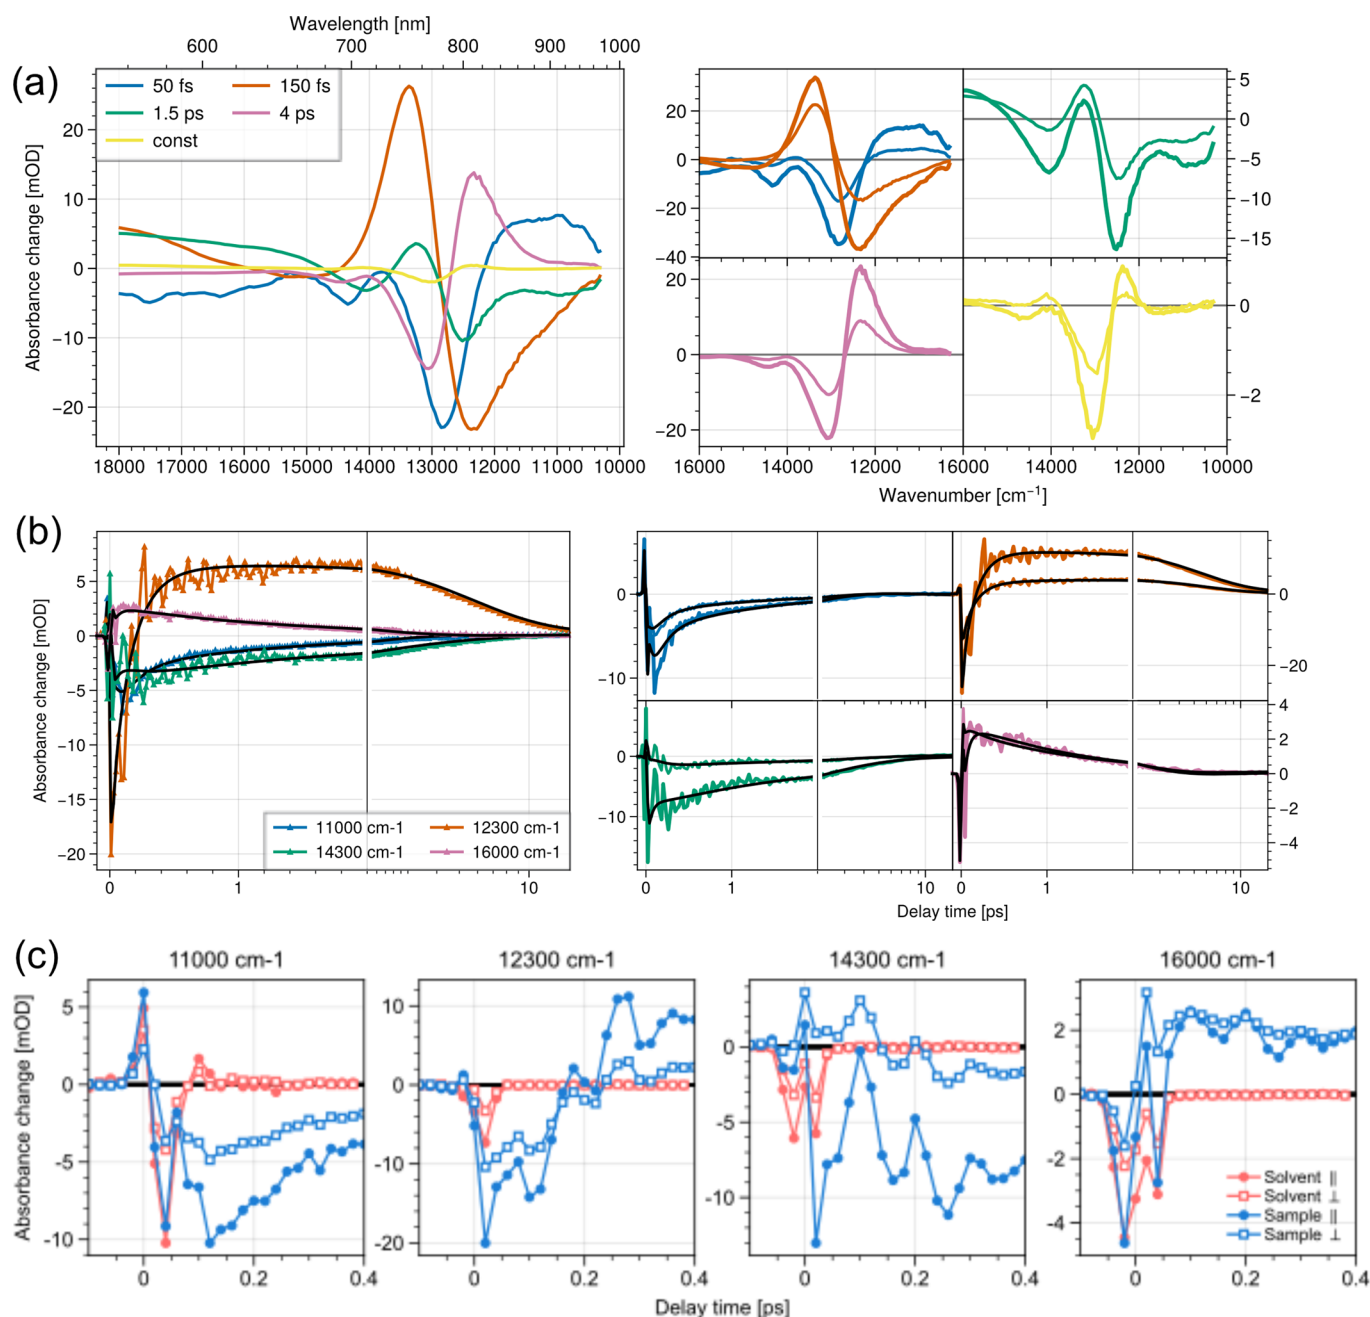 Wavelength [nm]
600 700 800 900 1000
(a)
50 fs 150 fs
1.5 ps 4 ps
const
Absorbance change [mOD]
20
10
0
−10
−20
18000 17000 16000 15000 14000 13000 12000 11000 10000
20
0
−20
−40
5
0
−5
−10
−15
20
0
−20
0
−2
16000 14000 12000 16000 14000 12000 10000
Wavenumber [cm⁻¹]
(b)
Absorbance change [mOD]
5
0
−5
−10
−15
−20
11000 cm-1 12300 cm-1
14300 cm-1 16000 cm-1
0 1 10
0
−10
0
−20
0
−10
4
2
0
−2
−4
0 1 10 0 1 10
Delay time [ps]
(c)
11000 cm-1 12300 cm-1 14300 cm-1 16000 cm-1
Absorbance change [mOD]
5
0
-5
-10
10
0
-10
-20
0
-5
-10
2
0
-2
-4
Solvent ||
Solvent ⊥
Sample ||
Sample ⊥
0 0.2 0.4 0 0.2 0.4 0 0.2 0.4 0 0.2 0.4
Delay time [ps]